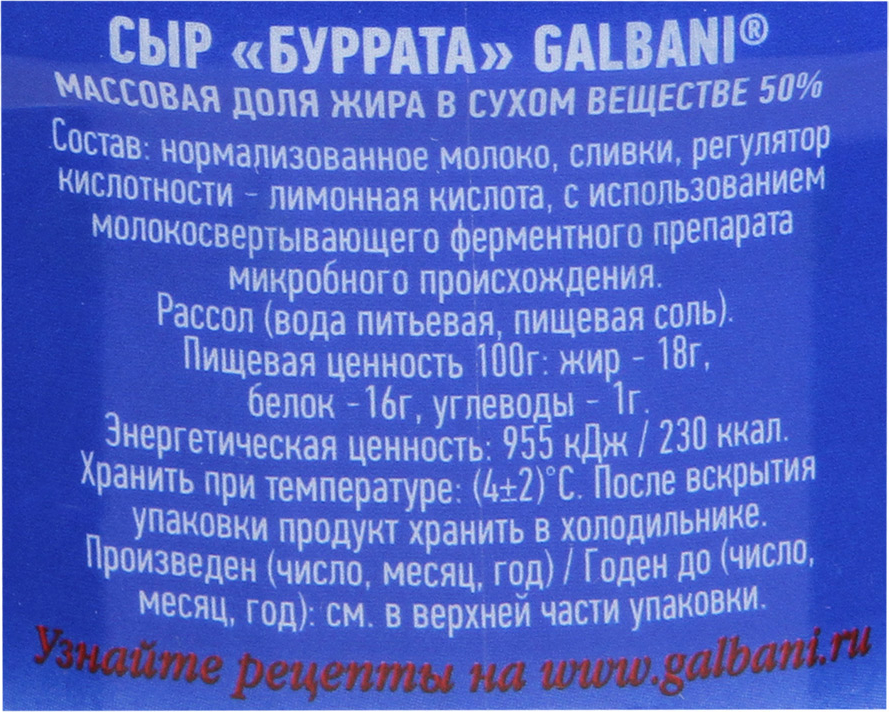 СЫР «БУРРАТА» GALBANI®
МАССОВАЯ ДОЛЯ ЖИРА В СУХОМ ВЕЩЕСТВЕ 50%
Состав: нормализованное молоко, сливки, регулятор
кислотности – лимонная кислота, с использованием
молокосвертывающего ферментного препарата
микробного происхождения.
Рассол (вода питьевая, пищевая соль).
Пищевая ценность 100г: жир – 18г,
белок –16г, углеводы – 1г.
Энергетическая ценность: 955 кДж / 230 ккал.
Хранить при температуре: (4±2)°С. После вскрытия
упаковки продукт хранить в холодильнике.
Произведен (число, месяц, год) / Годен до (число,
месяц, год): см. в верхней части упаковки.
Узнайте рецепты на www.galbani.ru